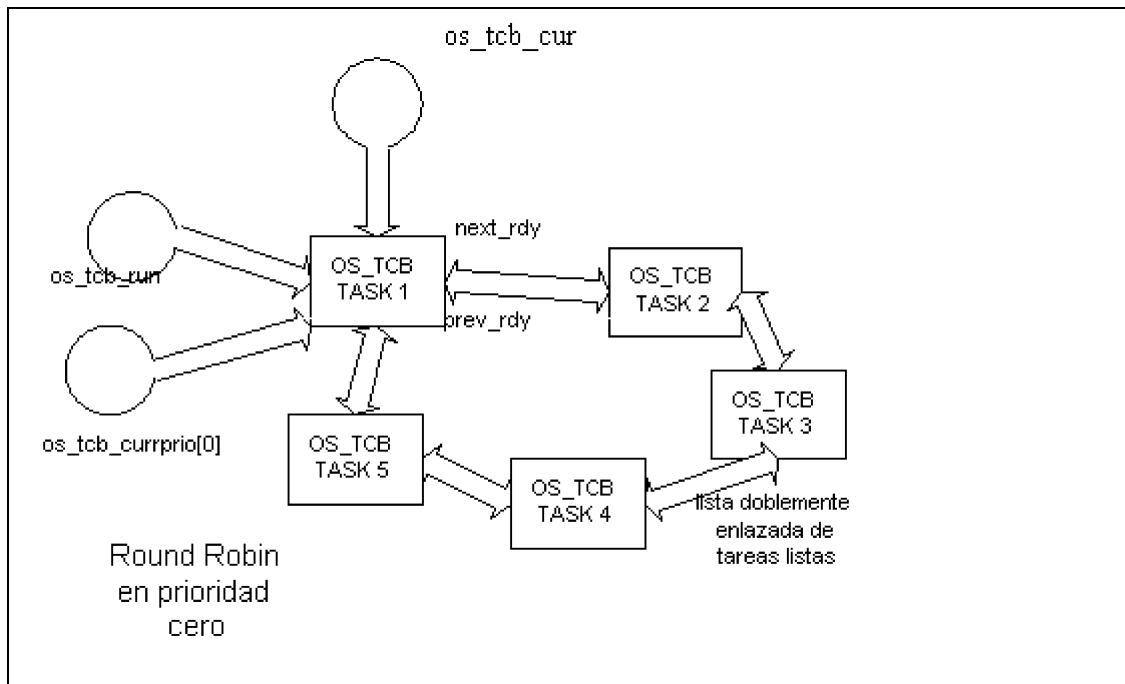 os_tcb_cur
next_rdy
os_tcb_run
OS_TCB
TASK 1
OS_TCB
TASK 2
prev_rdy
os_tcb_currprio[0]
OS_TCB
TASK 3
OS_TCB
TASK 5
OS_TCB
TASK 4
lista doblemente
enlazada de
tareas listas
Round Robin
en prioridad
cero